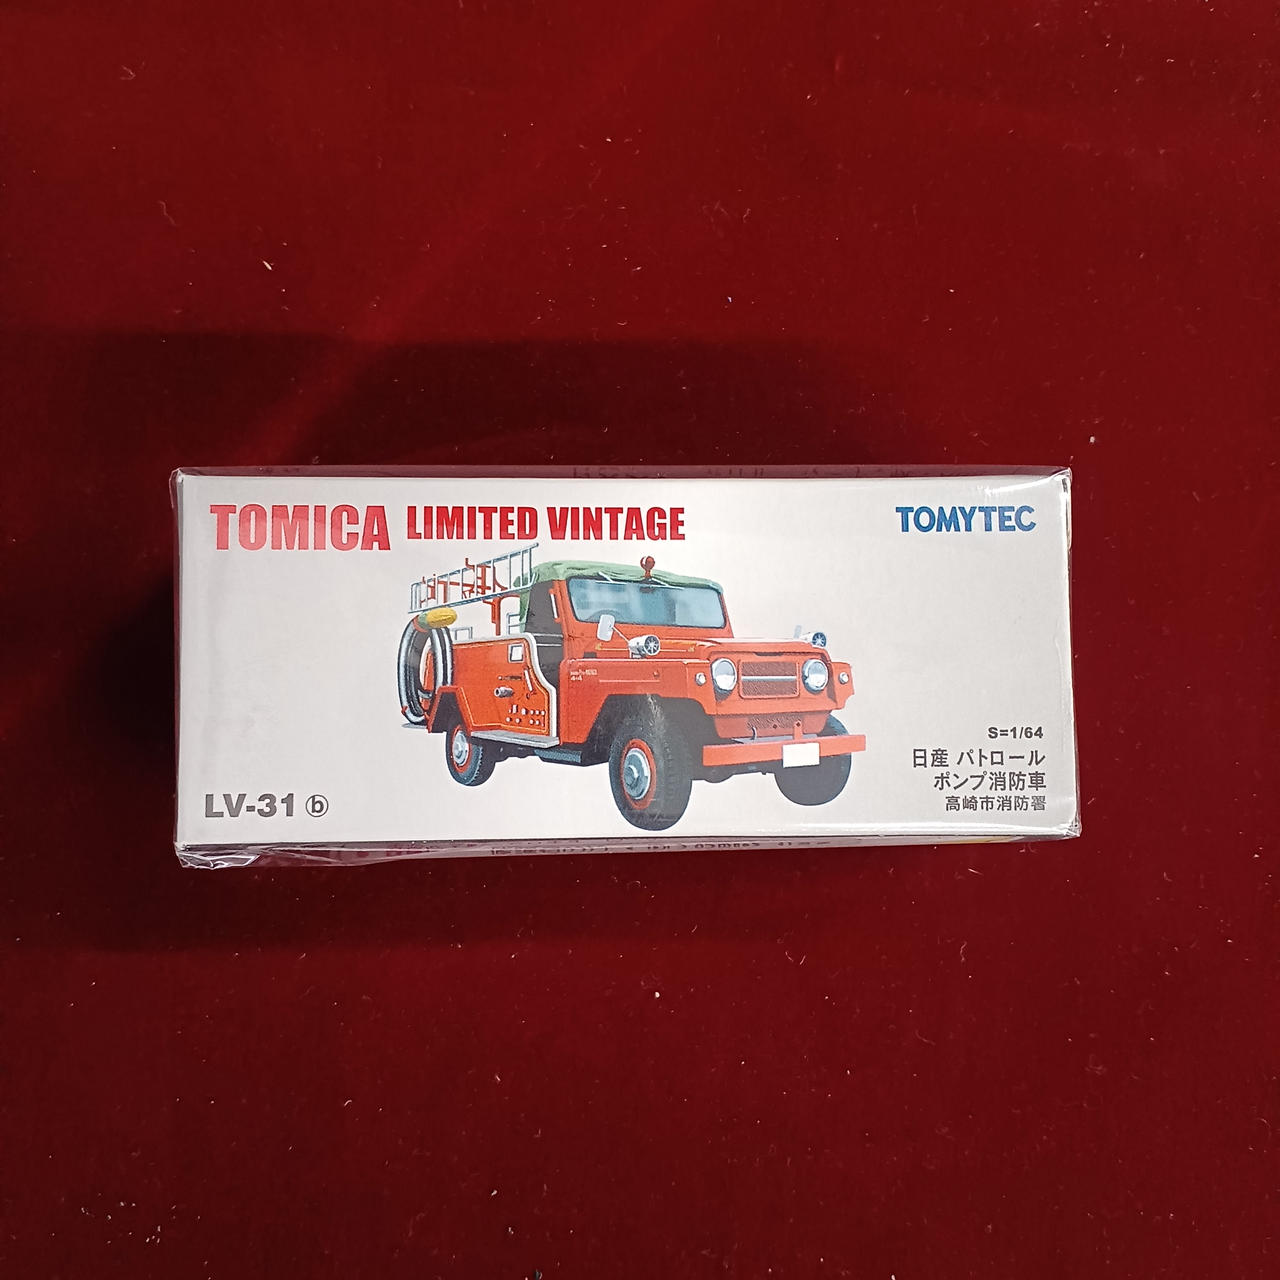 TOMICA LIMITED VINTAGE
TOMYTEC
S=1/64
日産 パトロール
ポンプ消防車
高崎市消防署
LV-31 ⓑ